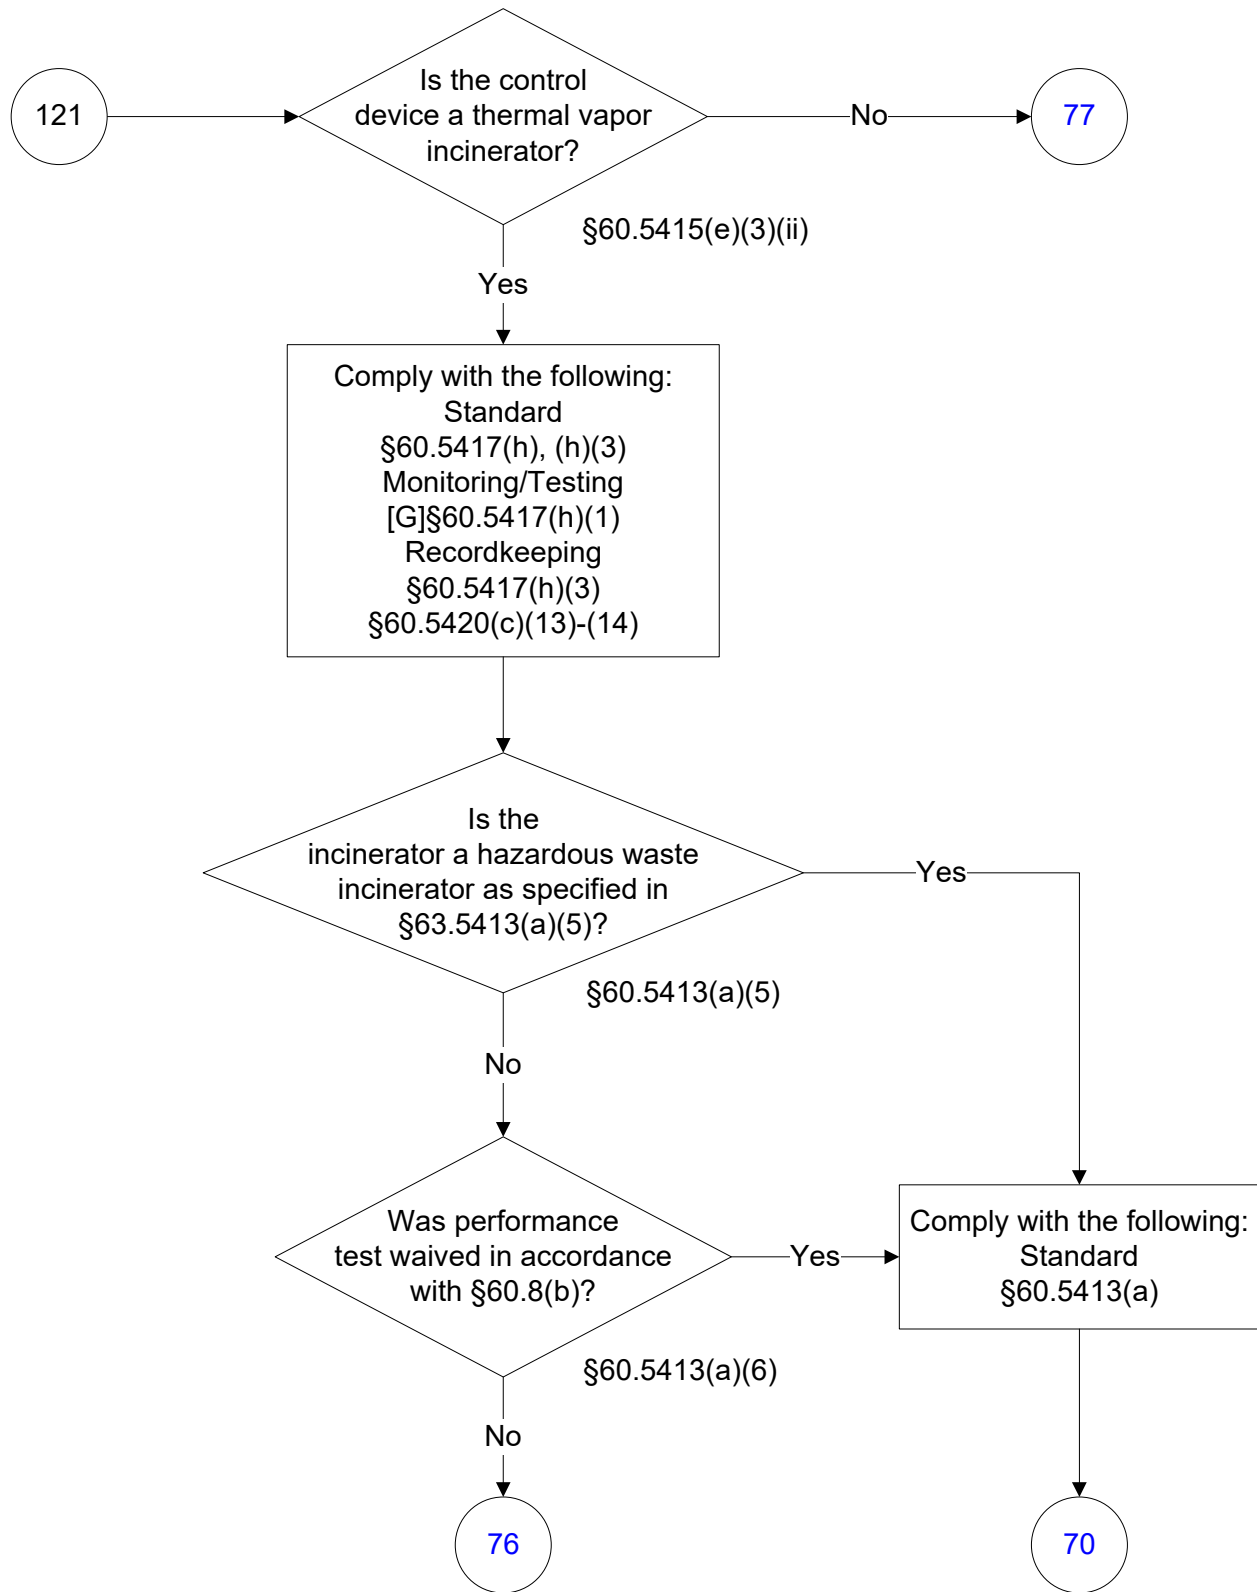 121
Is the control
device a thermal vapor
incinerator?
No
77
§60.5415(e)(3)(ii)
Yes
Comply with the following:
Standard
§60.5417(h), (h)(3)
Monitoring/Testing
[G]§60.5417(h)(1)
Recordkeeping
§60.5417(h)(3)
§60.5420(c)(13)-(14)
Is the
incinerator a hazardous waste
incinerator as specified in
§63.5413(a)(5)?
Yes
§60.5413(a)(5)
No
Was performance
test waived in accordance
with §60.8(b)?
Yes
Comply with the following:
Standard
§60.5413(a)
§60.5413(a)(6)
No
76
70